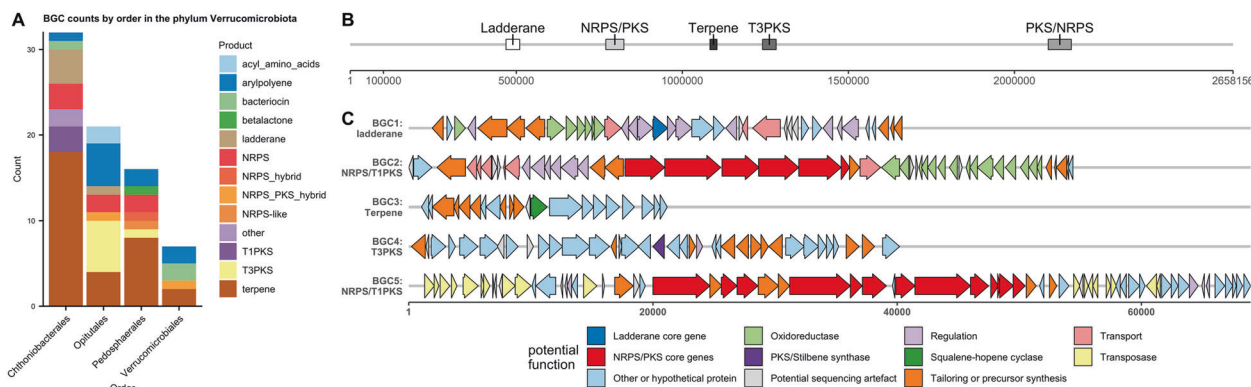 A
BGC counts by order in the phylum Verrucomicrobiota
30
20
10
0
Count
Chthoniobacterales
Opitutales
Pedosphaerales
Verrucomicrobiales
Order
Product
acyl_amino_acids
arylpolyene
bacteriocin
betalactone
ladderane
NRPS
NRPS_hybrid
NRPS_PKS_hybrid
NRPS-like
other
T1PKS
T3PKS
terpene
B
Ladderane NRPS/PKS Terpene T3PKS PKS/NRPS
1 100000 500000 1000000 1500000 2000000 2658156
C
BGC1:
ladderane
BGC2:
NRPS/T1PKS
BGC3:
Terpene
BGC4:
T3PKS
BGC5:
NRPS/T1PKS
1 20000 40000 60000
potential
function
Ladderane core gene
NRPS/PKS core genes
Other or hypothetical protein
Oxidoreductase
PKS/Stilbene synthase
Potential sequencing artefact
Regulation
Squalene-hopene cyclase
Tailoring or precursor synthesis
Transport
Transposase